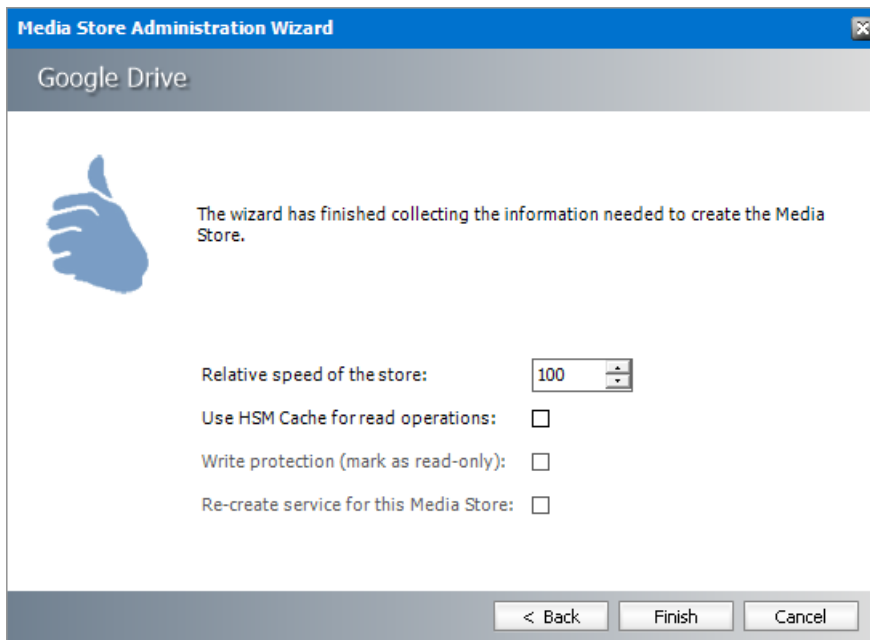 Media Store Administration Wizard
Google Drive
The wizard has finished collecting the information needed to create the Media
Store.
Relative speed of the store: 100
Use HSM Cache for read operations:
Write protection (mark as read-only):
Re-create service for this Media Store:
< Back Finish Cancel